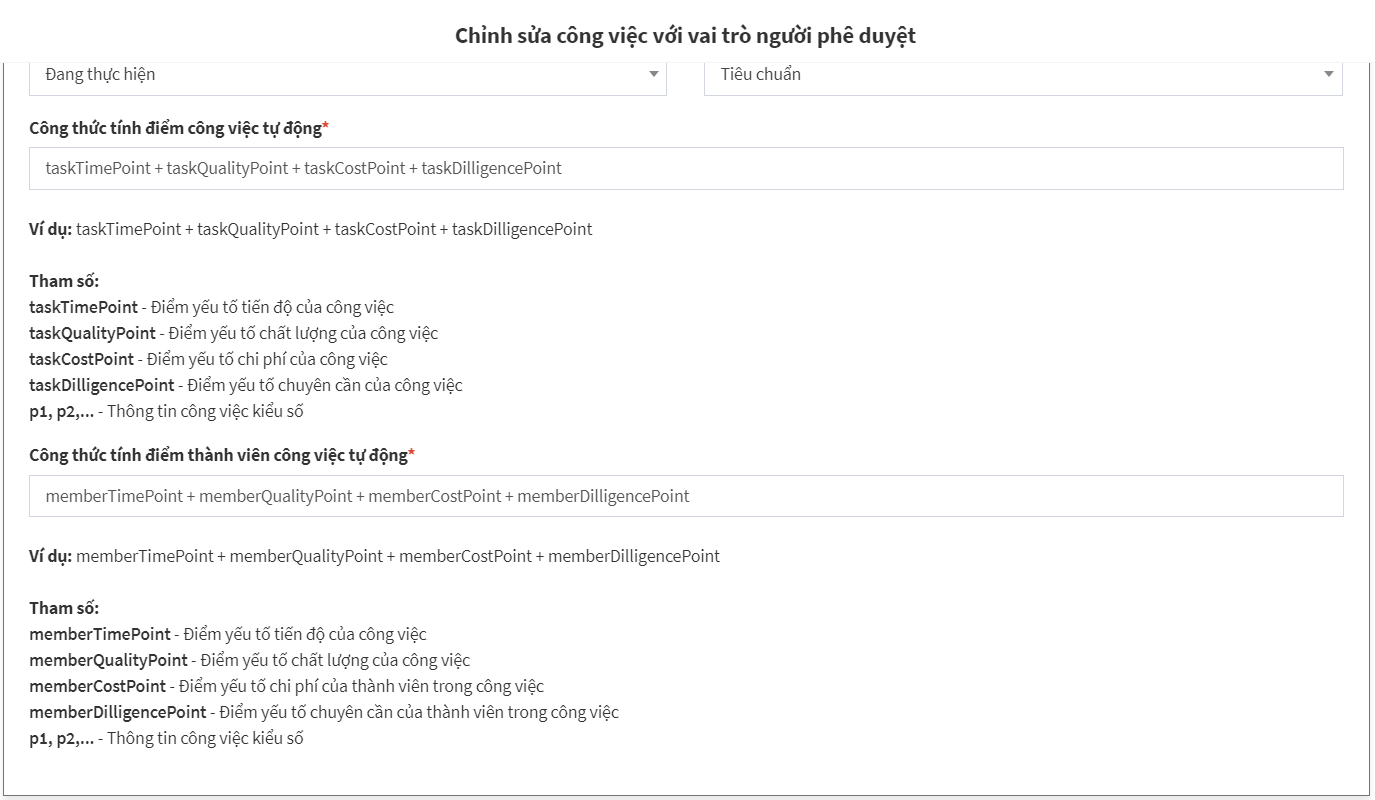 Chỉnh sửa công việc với vai trò người phê duyệt
Đang thực hiện
Tiêu chuẩn
Công thức tính điểm công việc tự động*
taskTimePoint + taskQualityPoint + taskCostPoint + taskDilligencePoint
Ví dụ: taskTimePoint + taskQualityPoint + taskCostPoint + taskDilligencePoint
Tham số:
taskTimePoint - Điểm yếu tố tiến độ của công việc
taskQualityPoint - Điểm yếu tố chất lượng của công việc
taskCostPoint - Điểm yếu tố chi phí của công việc
taskDilligencePoint - Điểm yếu tố chuyên cần của công việc
p1, p2,... - Thông tin công việc kiểu số
Công thức tính điểm thành viên công việc tự động*
memberTimePoint + memberQualityPoint + memberCostPoint + memberDilligencePoint
Ví dụ: memberTimePoint + memberQualityPoint + memberCostPoint + memberDilligencePoint
Tham số:
memberTimePoint - Điểm yếu tố tiến độ của công việc
memberQualityPoint - Điểm yếu tố chất lượng của công việc
memberCostPoint - Điểm yếu tố chi phí của thành viên trong công việc
memberDilligencePoint - Điểm yếu tố chuyên cần của thành viên trong công việc
p1, p2,... - Thông tin công việc kiểu số